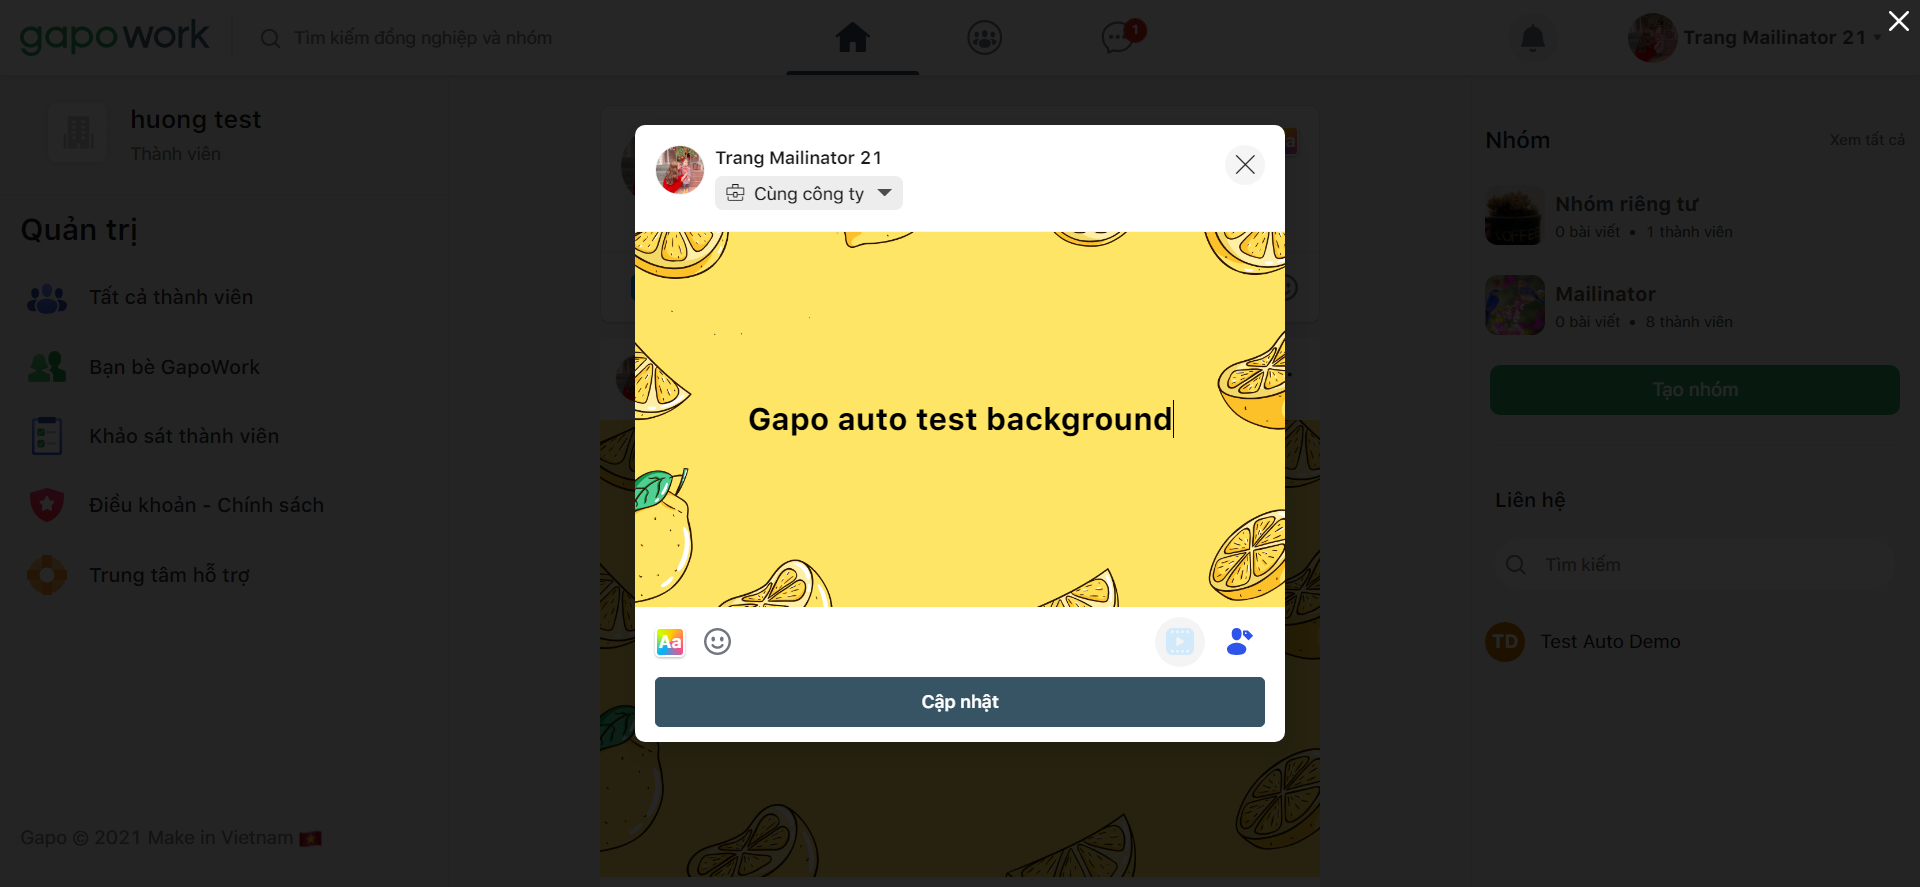 gapowork
Tìm kiếm đồng nghiệp và nhóm
1
Trang Mailinator 21
huong test
Thành viên
Quản trị
Tất cả thành viên
Bạn bè GapoWork
Khảo sát thành viên
Điều khoản - Chính sách
Trung tâm hỗ trợ
Gapo © 2021 Make in Vietnam
Trang Mailinator 21
Cùng công ty
Gapo auto test background
Aa
Cập nhật
Nhóm
Xem tất cả
Nhóm riêng tư
0 bài viết • 1 thành viên
Mailinator
0 bài viết • 8 thành viên
Tạo nhóm
Liên hệ
Tìm kiếm
TD
Test Auto Demo